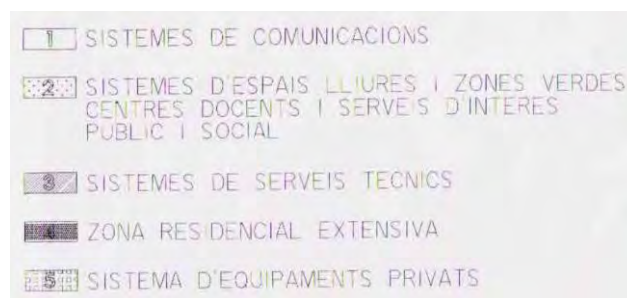 1 SISTEMES DE COMUNICACIONS
2 SISTEMES D'ESPAIS LLIURES I ZONES VERDES
CENTRES DOCENTS I SERVEIS D'INTERES
PUBLIC I SOCIAL
3 SISTEMES DE SERVEIS TECNICS
4 ZONA RESIDENCIAL EXTENSIVA
5 SISTEMA D'EQUIPAMENTS PRIVATS